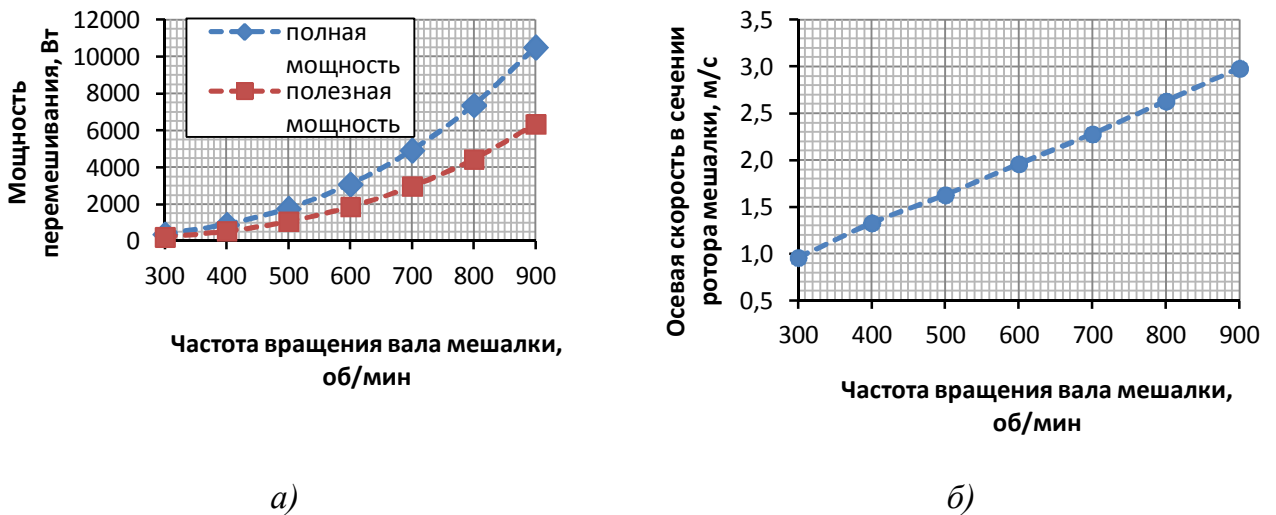 Мощность
перемешивания, Вт
12000
10000
8000
6000
4000
2000
0
полная
мощность
полезная
мощность
300 400 500 600 700 800 900
Частота вращения вала мешалки,
об/мин
а)
Осевая скорость в сечении
ротора мешалки, м/с
3,5
3,0
2,5
2,0
1,5
1,0
0,5
300 400 500 600 700 800 900
Частота вращения вала мешалки,
об/мин
б)